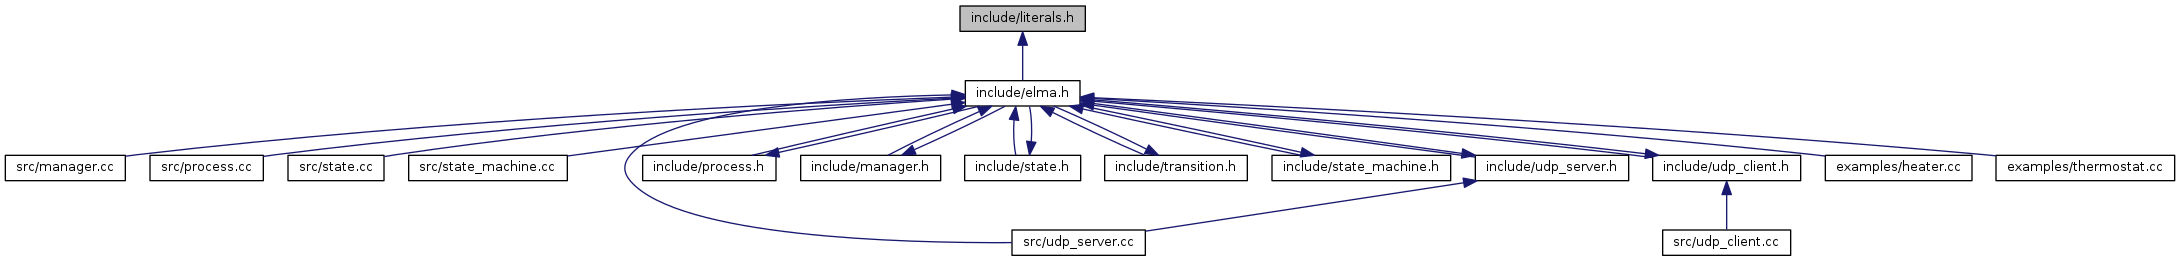 include/literals.h
include/elma.h
src/manager.cc
src/process.cc
src/state.cc
src/state_machine.cc
include/process.h
include/manager.h
include/state.h
include/transition.h
include/state_machine.h
include/udp_server.h
include/udp_client.h
examples/heater.cc
examples/thermostat.cc
src/udp_server.cc
src/udp_client.cc